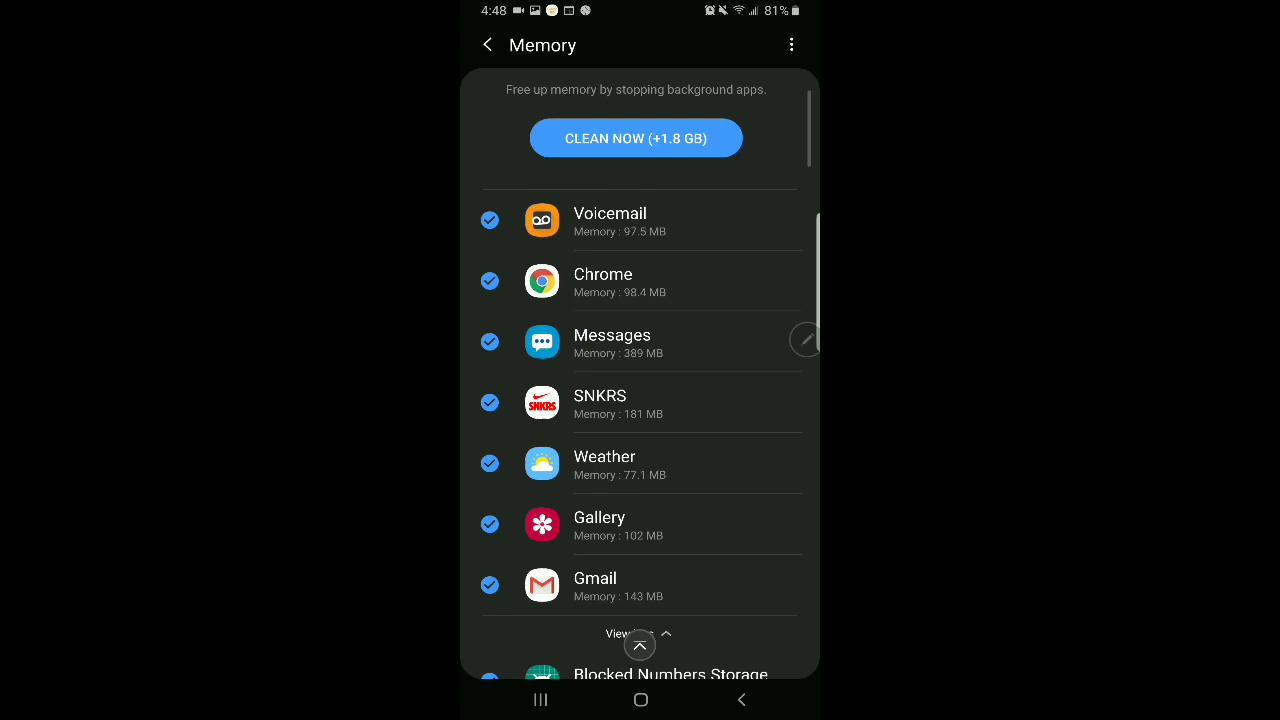 4:48 81%
Memory
Free up memory by stopping background apps.
CLEAN NOW (+1.8 GB)
Voicemail
Memory : 97.5 MB
Chrome
Memory : 98.4 MB
Messages
Memory : 389 MB
SNKRS
SNKRS
Memory : 181 MB
Weather
Memory : 77.1 MB
Gallery
Memory : 102 MB
Gmail
Memory : 143 MB
View
Blocked Numbers Storage